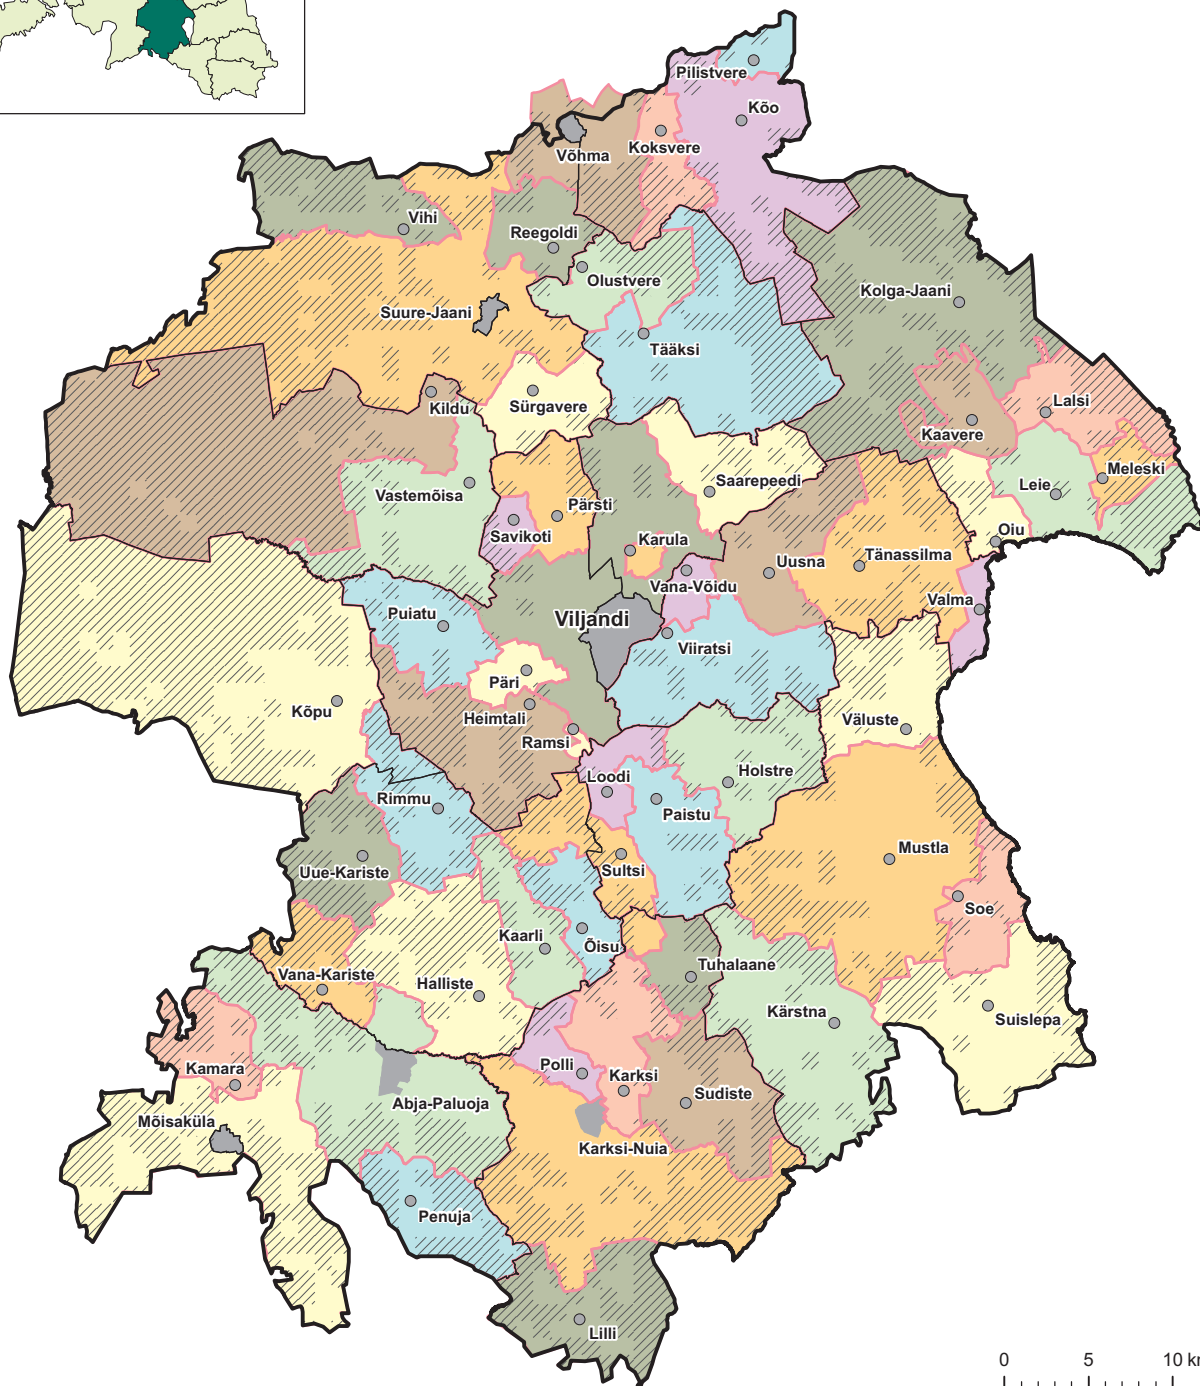 Pilistvere
Kõo
Võhma
Koksvere
Vihi
Reegoldi
Olustvere
Kolga-Jaani
Suure-Jaani
Tääksi
Kildu
Sürgavere
Lalsi
Kaavere
Meleski
Leie
Vastemõisa
Pärsti
Saarepeedi
Savikoti
Karula
Oiu
Uusna
Tänassilma
Vana-Võidu
Valma
Puiatu
Viljandi
Viiratsi
Päri
Kõpu
Heimtali
Väluste
Ramsi
Loodi
Holstre
Rimmu
Paistu
Mustla
Uue-Kariste
Sultsi
Soe
Kaarli
Õisu
Tuhalaane
Vana-Kariste
Halliste
Kärstna
Suislepa
Kamara
Polli
Karksi
Sudiste
Abja-Paluoja
Mõisaküla
Karksi-Nuia
Penuja
Lilli
0 5 10 km